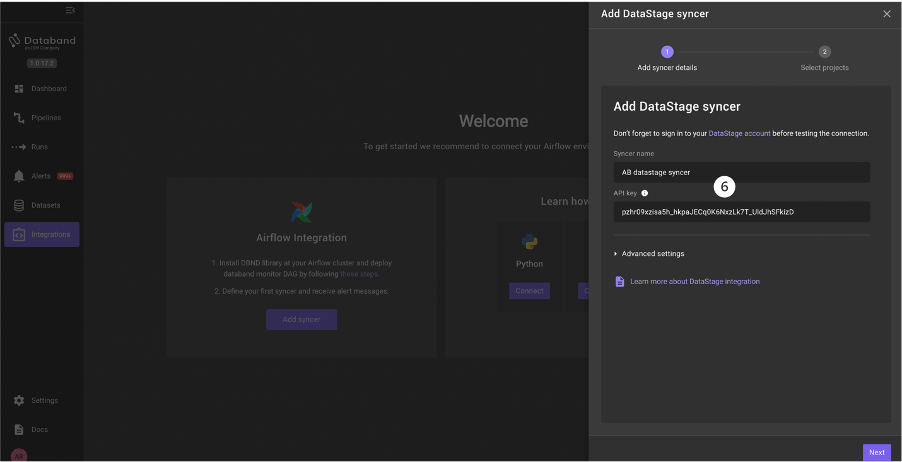 Databand
an IBM Company
1.0.17.2
Dashboard
Pipelines
Runs
Alerts 999+
Datasets
Integrations
Settings
Docs
AB
Welcome
To get started we recommend to connect your Airflow envi
Airflow Integration
1. Install DBND library at your Airflow cluster and deploy
databand monitor DAG by following these steps.
2. Define your first syncer and receive alert messages.
Add syncer
Learn how
Python
Connect
C
Add DataStage syncer
1
2
Add syncer details
Select projects
Add DataStage syncer
Don't forget to sign in to your DataStage account before testing the connection.
Syncer name
AB datastage syncer
6
API key
pzhr09xzisa5h_hkpaJECq0K6NxzLk7T_UldJhSFkizD
Advanced settings
Learn more about DataStage integration
Next